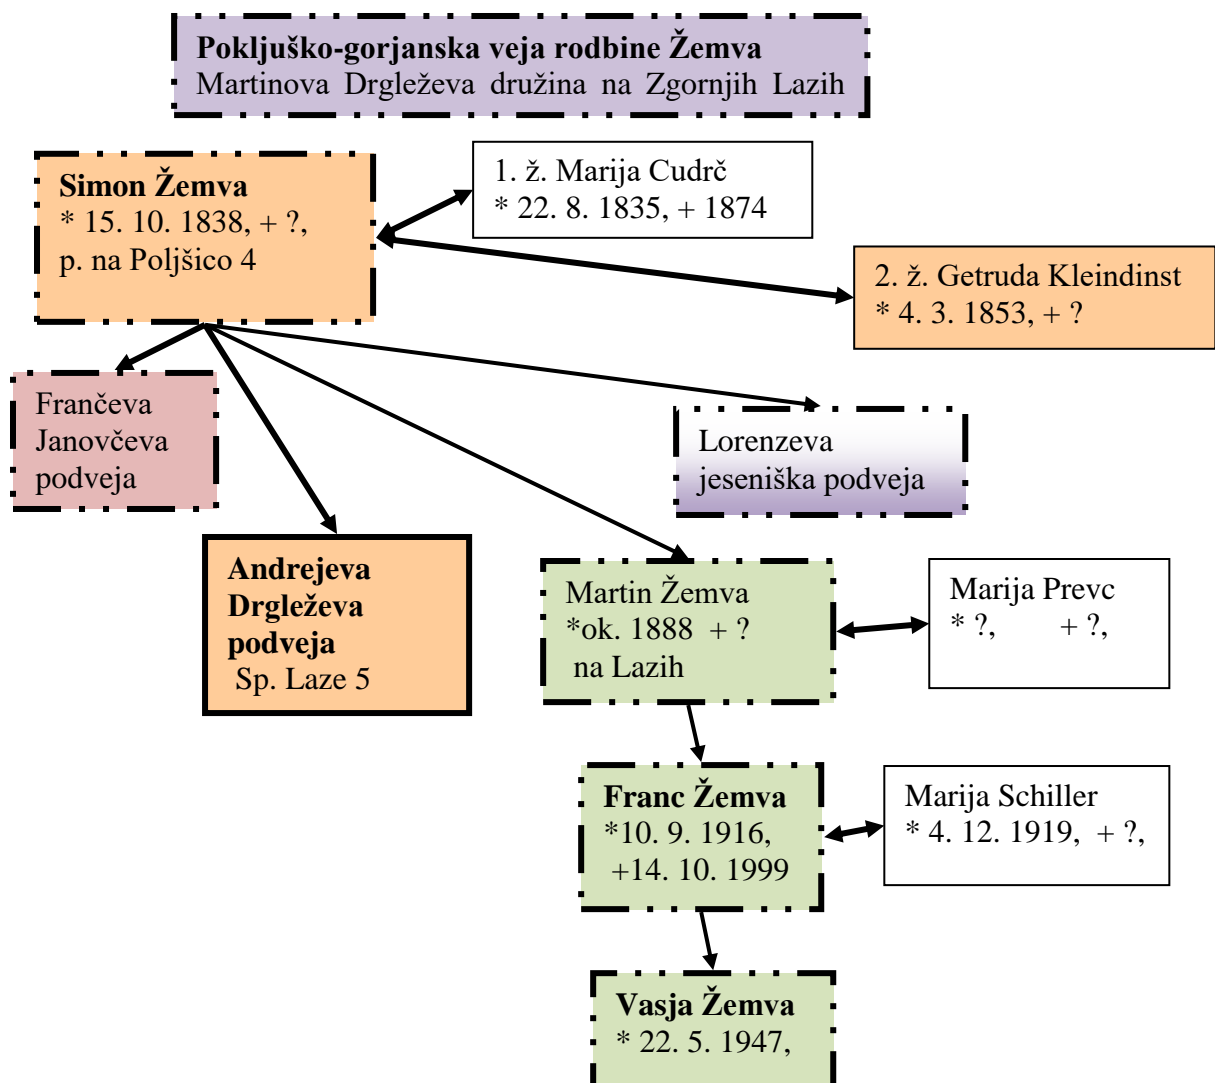 Pokljuško-gorjanska veja rodbine Žemva
Martinova Drgleževa družina na Zgornjih Lazih
Simon Žemva
* 15. 10. 1838, + ?,
p. na Poljšico 4
1. ž. Marija Cudrč
* 22. 8. 1835, + 1874
2. ž. Getruda Kleindinst
* 4. 3. 1853, + ?
Frančeva
Janovčeva
podveja
Lorenzeva
jeseniška podveja
Andrejeva
Drgleževa
podveja
Sp. Laze 5
Martin Žemva
*ok. 1888 + ?
na Lazih
Marija Prevc
* ?, + ?,
Franc Žemva
*10. 9. 1916,
+14. 10. 1999
Marija Schiller
* 4. 12. 1919, + ?,
Vasja Žemva
* 22. 5. 1947,